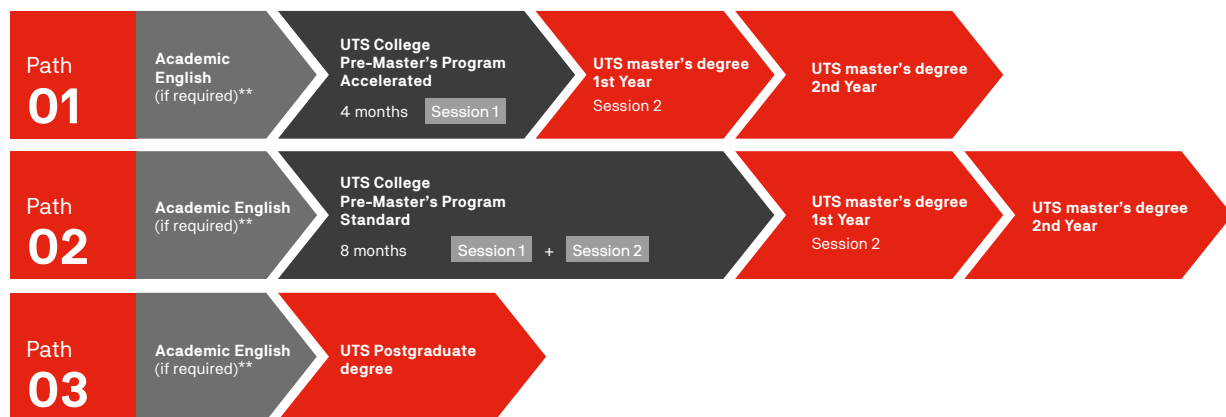 Path
01
Academic
English
(if required)**
UTS College
Pre-Master's Program
Accelerated
4 months Session 1
UTS master's degree
1st Year
Session 2
UTS master's degree
2nd Year
Path
02
Academic English
(if required)**
UTS College
Pre-Master's Program
Standard
8 months Session 1 + Session 2
UTS master's degree
1st Year
Session 2
UTS master's degree
2nd Year
Path
03
Academic English
(if required)**
UTS Postgraduate
degree